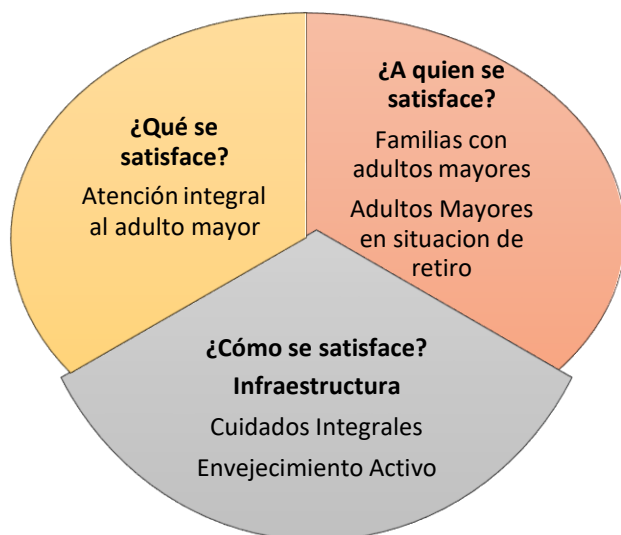 ¿Qué se
satisface?
Atención integral
al adulto mayor
¿A quien se
satisface?
Familias con
adultos mayores
Adultos Mayores
en situacion de
retiro
¿Cómo se satisface?
Infraestructura
Cuidados Integrales
Envejecimiento Activo